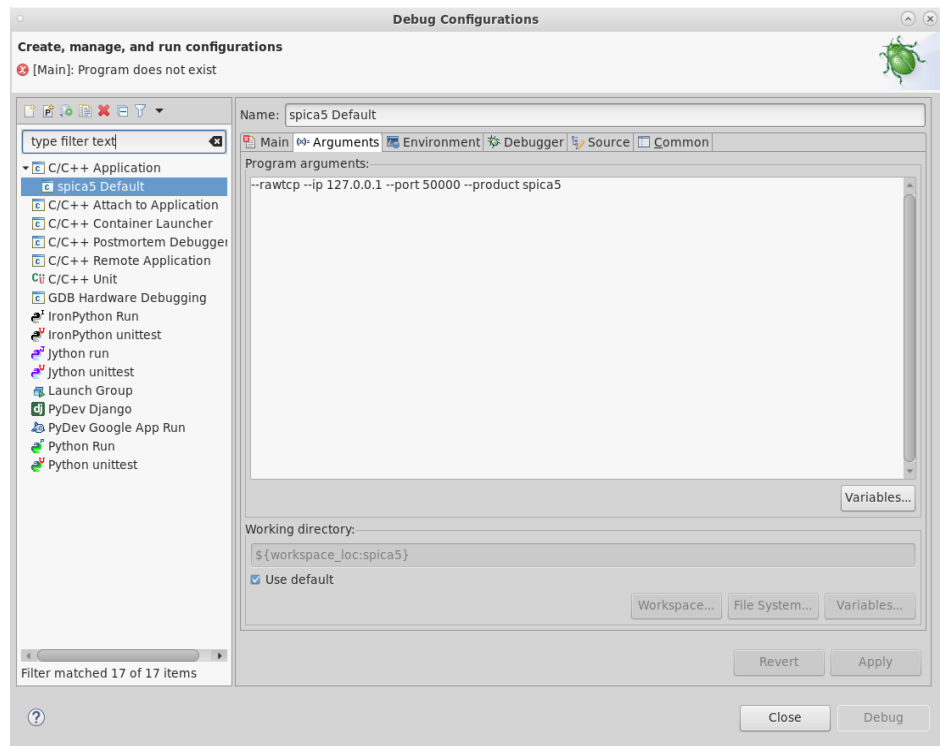 Debug Configurations
Create, manage, and run configurations
[Main]: Program does not exist
type filter text
C/C++ Application
spica5 Default
C/C++ Attach to Application
C/C++ Container Launcher
C/C++ Postmortem Debugger
C/C++ Remote Application
C/C++ Unit
GDB Hardware Debugging
IronPython Run
IronPython unittest
Jython run
Jython unittest
Launch Group
PyDev Django
PyDev Google App Run
Python Run
Python unittest
Filter matched 17 of 17 items
Name: spica5 Default
Main Arguments Environment Debugger Source Common
Program arguments:
--rawtcp --ip 127.0.0.1 --port 50000 --product spica5
Variables...
Working directory:
${workspace_loc:spica5}
Use default
Workspace... File System... Variables...
Revert Apply
Close Debug